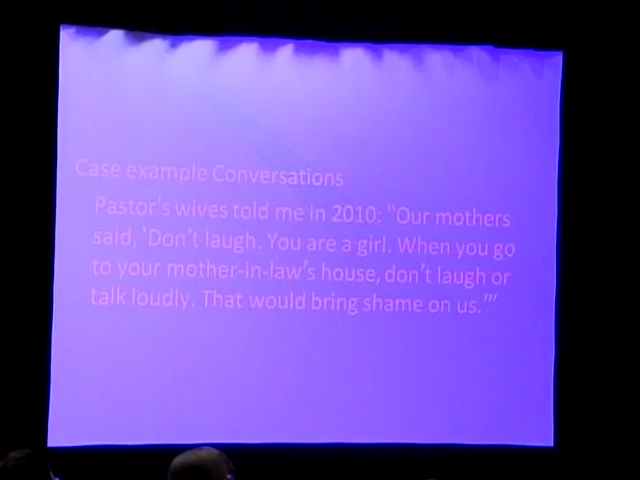 Case example Conversations
Pastor's wives told me in 2010: "Our mothers
said, 'Don't laugh. You are a girl. When you go
to your mother-in-law's house, don't laugh or
talk loudly. That would bring shame on us.'"